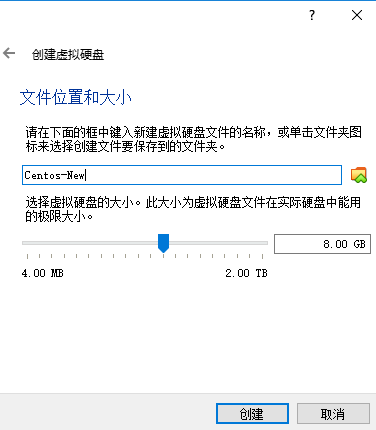 ?
创建虚拟硬盘
文件位置和大小
请在下面的框中键入新建虚拟硬盘文件的名称，或单击文件夹图
标来选择创建文件要保存到的文件夹。
Centos-New
选择虚拟硬盘的大小。此大小为虚拟硬盘文件在实际硬盘中能用
的极限大小。
8.00 GB
4.00 MB
2.00 TB
创建
取消